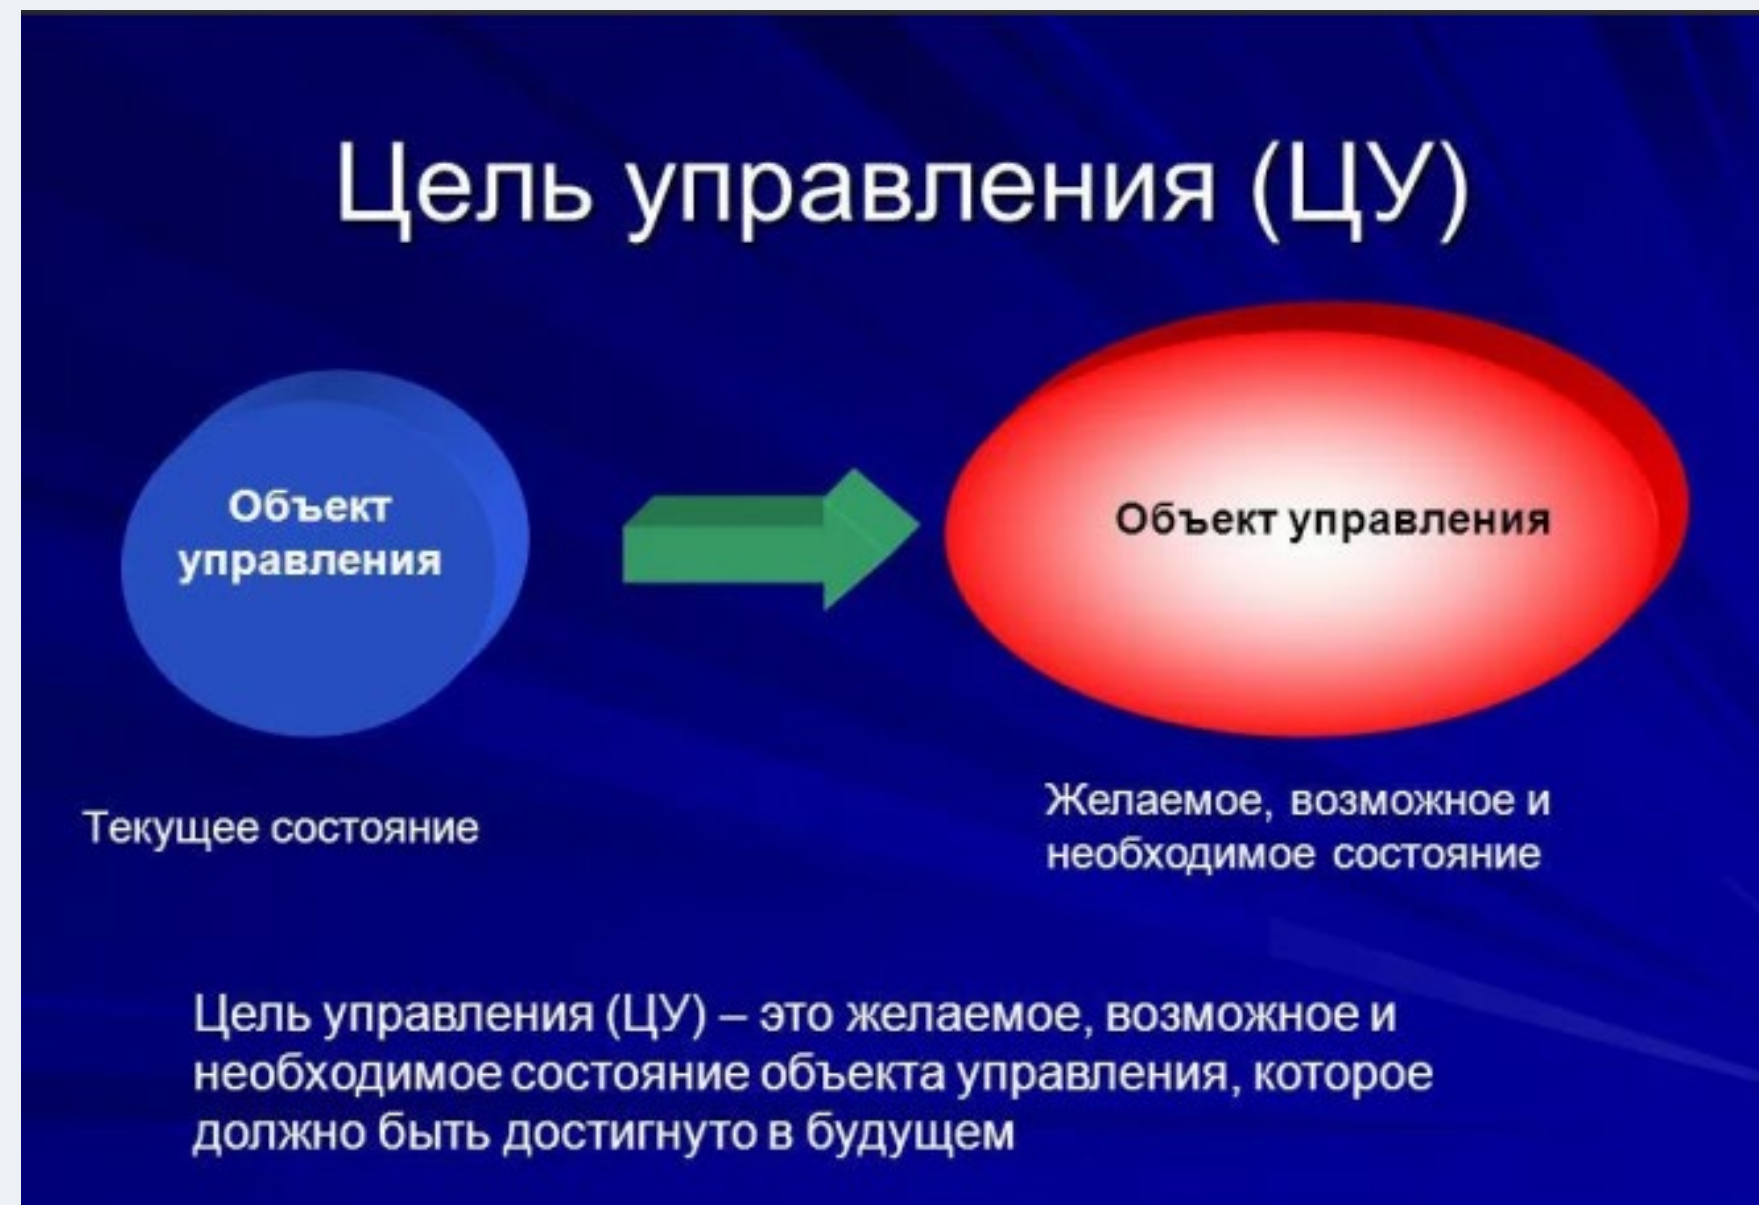 Цель управления (ЦУ)
Объект
управления
Объект управления
Текущее состояние
Желаемое, возможное и
необходимое состояние
Цель управления (ЦУ) – это желаемое, возможное и
необходимое состояние объекта управления, которое
должно быть достигнуто в будущем